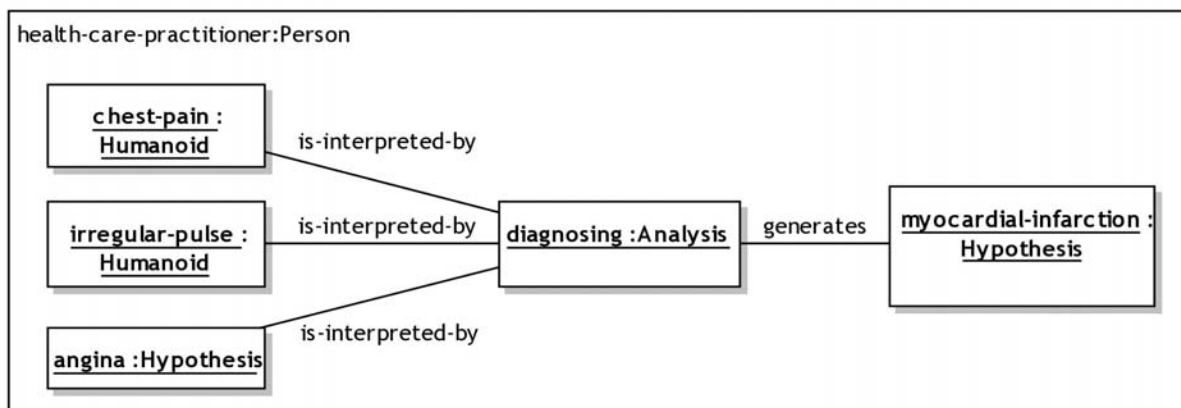 health-care-practitioner:Person
chest-pain :
Humanoid
is-interpreted-by
irregular-pulse :
Humanoid
is-interpreted-by
diagnosing :Analysis
generates
myocardial-infarction :
Hypothesis
is-interpreted-by
angina :Hypothesis